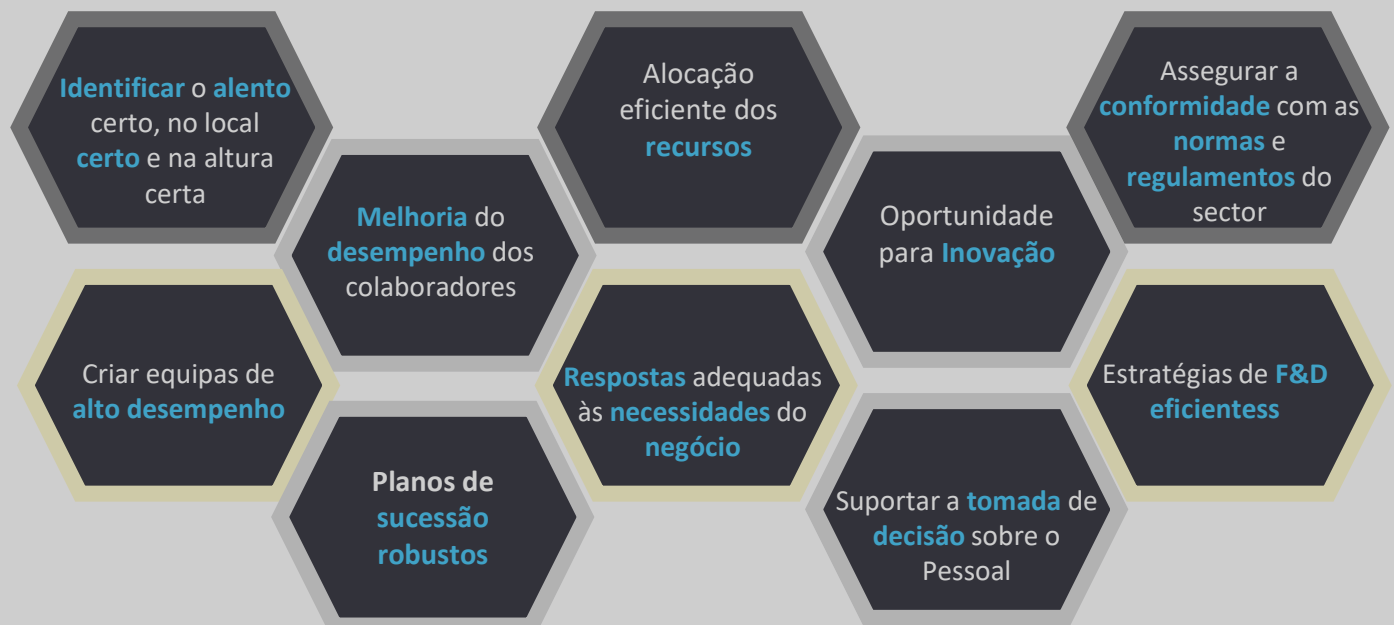 Identificar o alento
certo, no local
certo e na altura
certa
Melhoria do
desempenho dos
colaboradores
Alocação
eficiente dos
recursos
Oportunidade
para Inovação
Assegurar a
conformidade com as
normas e
regulamentos do
sector
Criar equipas de
alto desempenho
Planos de
sucessão
robustos
Respostas adequadas
às necessidades do
negócio
Suportar a tomada de
decisão sobre o
Pessoal
Estratégias de F&D
eficientess